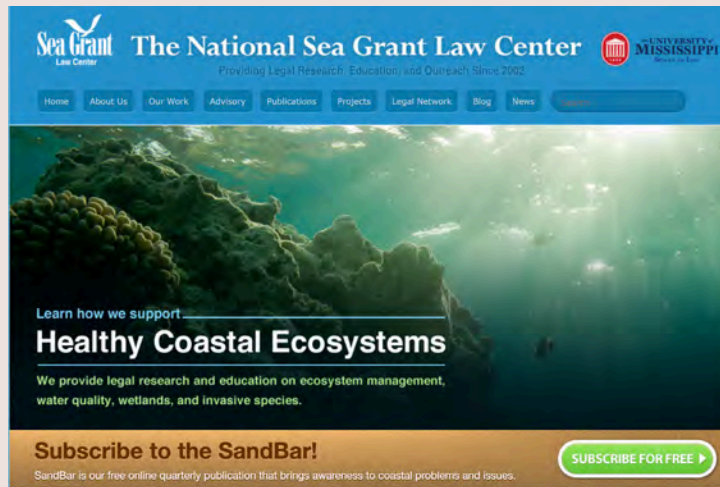 Sea Grant
Law Center
The National Sea Grant Law Center
Providing Legal Research, Education, and Outreach Since 2002
The UNIVERSITY of
MISSISSIPPI
SCHOOL OF LAW
Home About Us Our Work Advisory Publications Projects Legal Network Blog News
Learn how we support
Healthy Coastal Ecosystems
We provide legal research and education on ecosystem management,
water quality, wetlands, and invasive species.
Subscribe to the SandBar!
SandBar is our free online quarterly publication that brings awareness to coastal problems and issues.
SUBSCRIBE FOR FREE